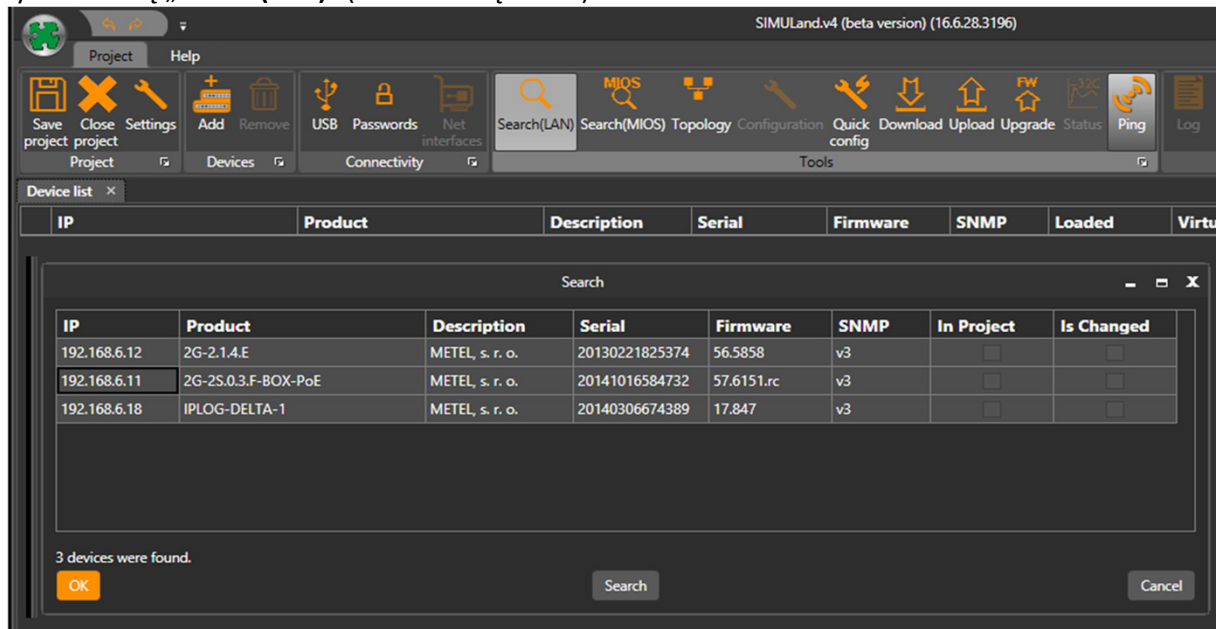 SIMULand.v4 (beta version) (16.6.28.3196)
Project Help
Save project Close project Settings Add Remove USB Passwords Net interfaces Search(LAN) Search(MIOS) Topology Configuration Quick config Download Upload Upgrade Status Ping Log
MIOS FW
Project Devices Connectivity Tools
Device list ×
IP Product Description Serial Firmware SNMP Loaded Virtu
Search
IP Product Description Serial Firmware SNMP In Project Is Changed
192.168.6.12 2G-2.1.4.E METEL, s. r. o. 20130221825374 56.5858 v3
192.168.6.11 2G-2S.0.3.F-BOX-PoE METEL, s. r. o. 20141016584732 57.6151.rc v3
192.168.6.18 IPLOG-DELTA-1 METEL, s. r. o. 20140306674389 17.847 v3
3 devices were found.
OK Search Cancel